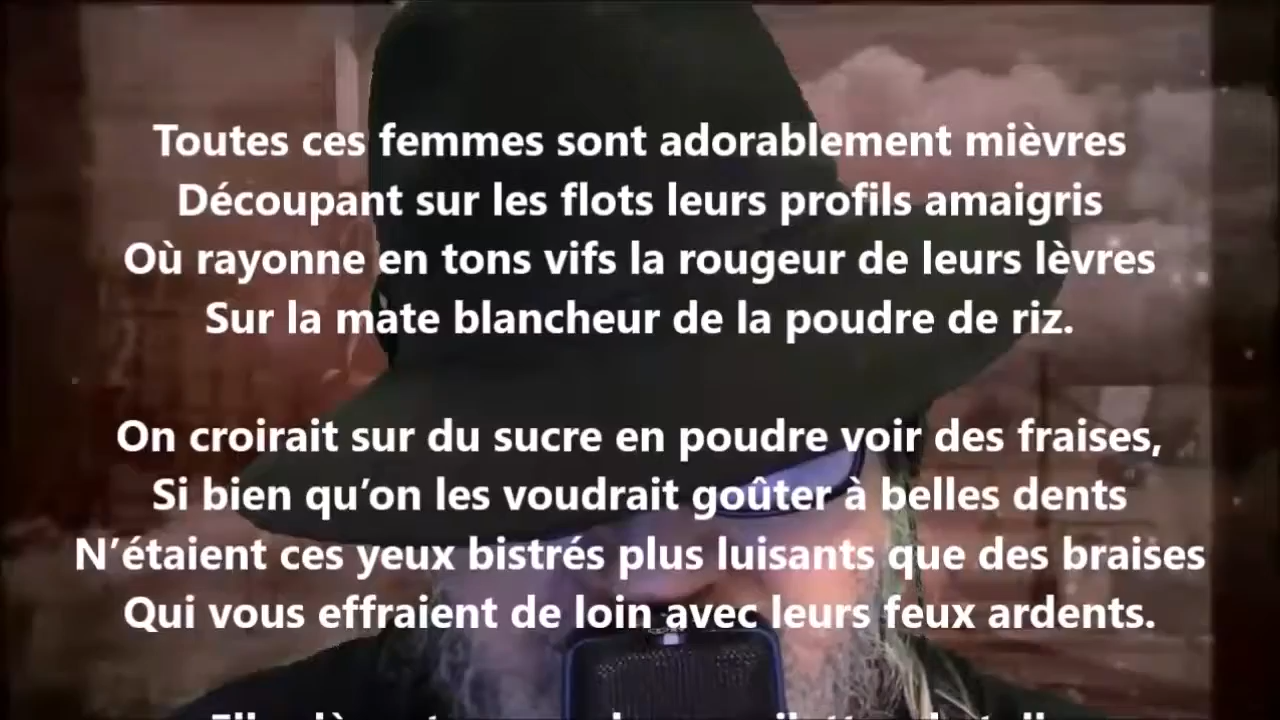 Toutes ces femmes sont adorablement mièvres
Découpant sur les flots leurs profils amaigris
Où rayonne en tons vifs la rougeur de leurs lèvres
Sur la mate blancheur de la poudre de riz.
On croirait sur du sucre en poudre voir des fraises,
Si bien qu’on les voudrait goûter à belles dents
N’étaient ces yeux bistrés plus luisants que des braises
Qui vous effraient de loin avec leurs feux ardents.